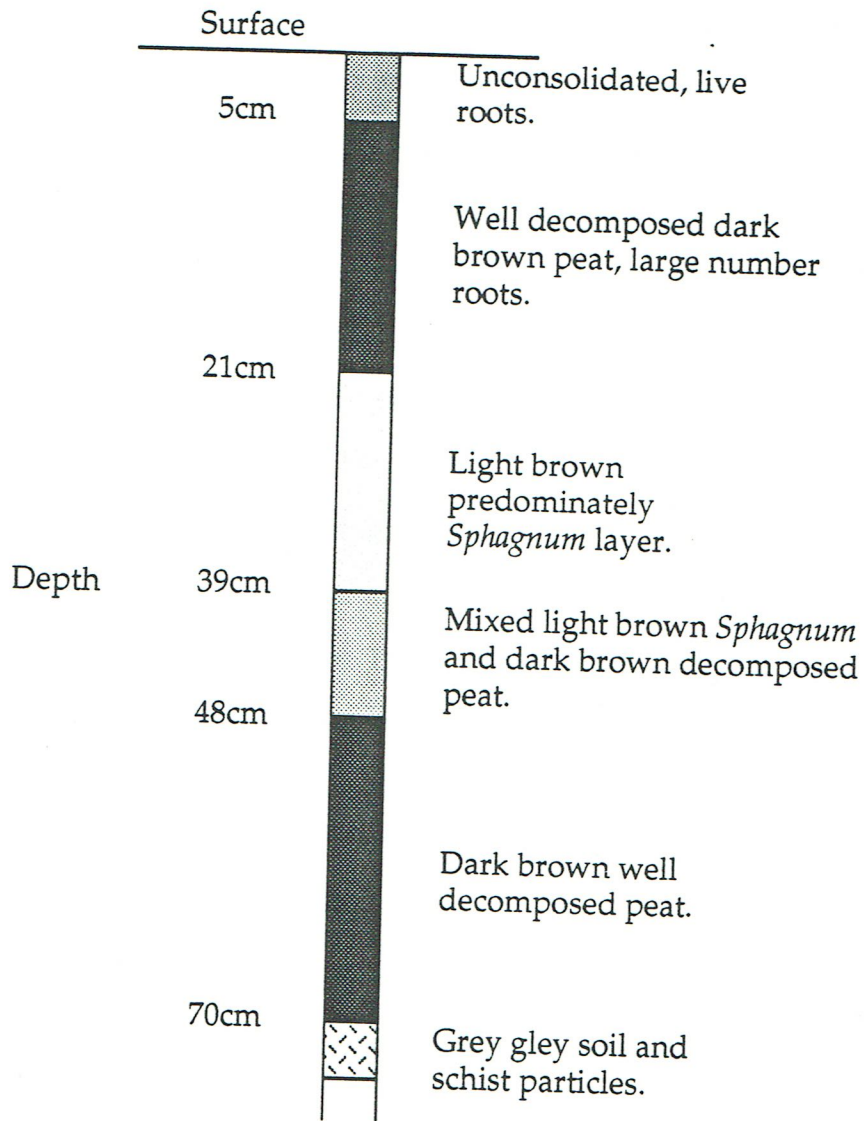 Surface
Unconsolidated, live
roots.
5cm
Well decomposed dark
brown peat, large number
roots.
21cm
Light brown
predominately
Sphagnum layer.
Depth
39cm
Mixed light brown Sphagnum
and dark brown decomposed
peat.
48cm
Dark brown well
decomposed peat.
70cm
Grey gley soil and
schist particles.